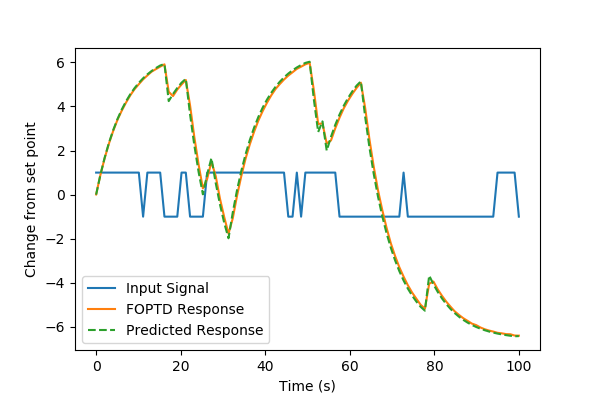 6
4
2
0
−2
−4
−6
Change from set point
Input Signal
FOPTD Response
Predicted Response
0 20 40 60 80 100
Time (s)